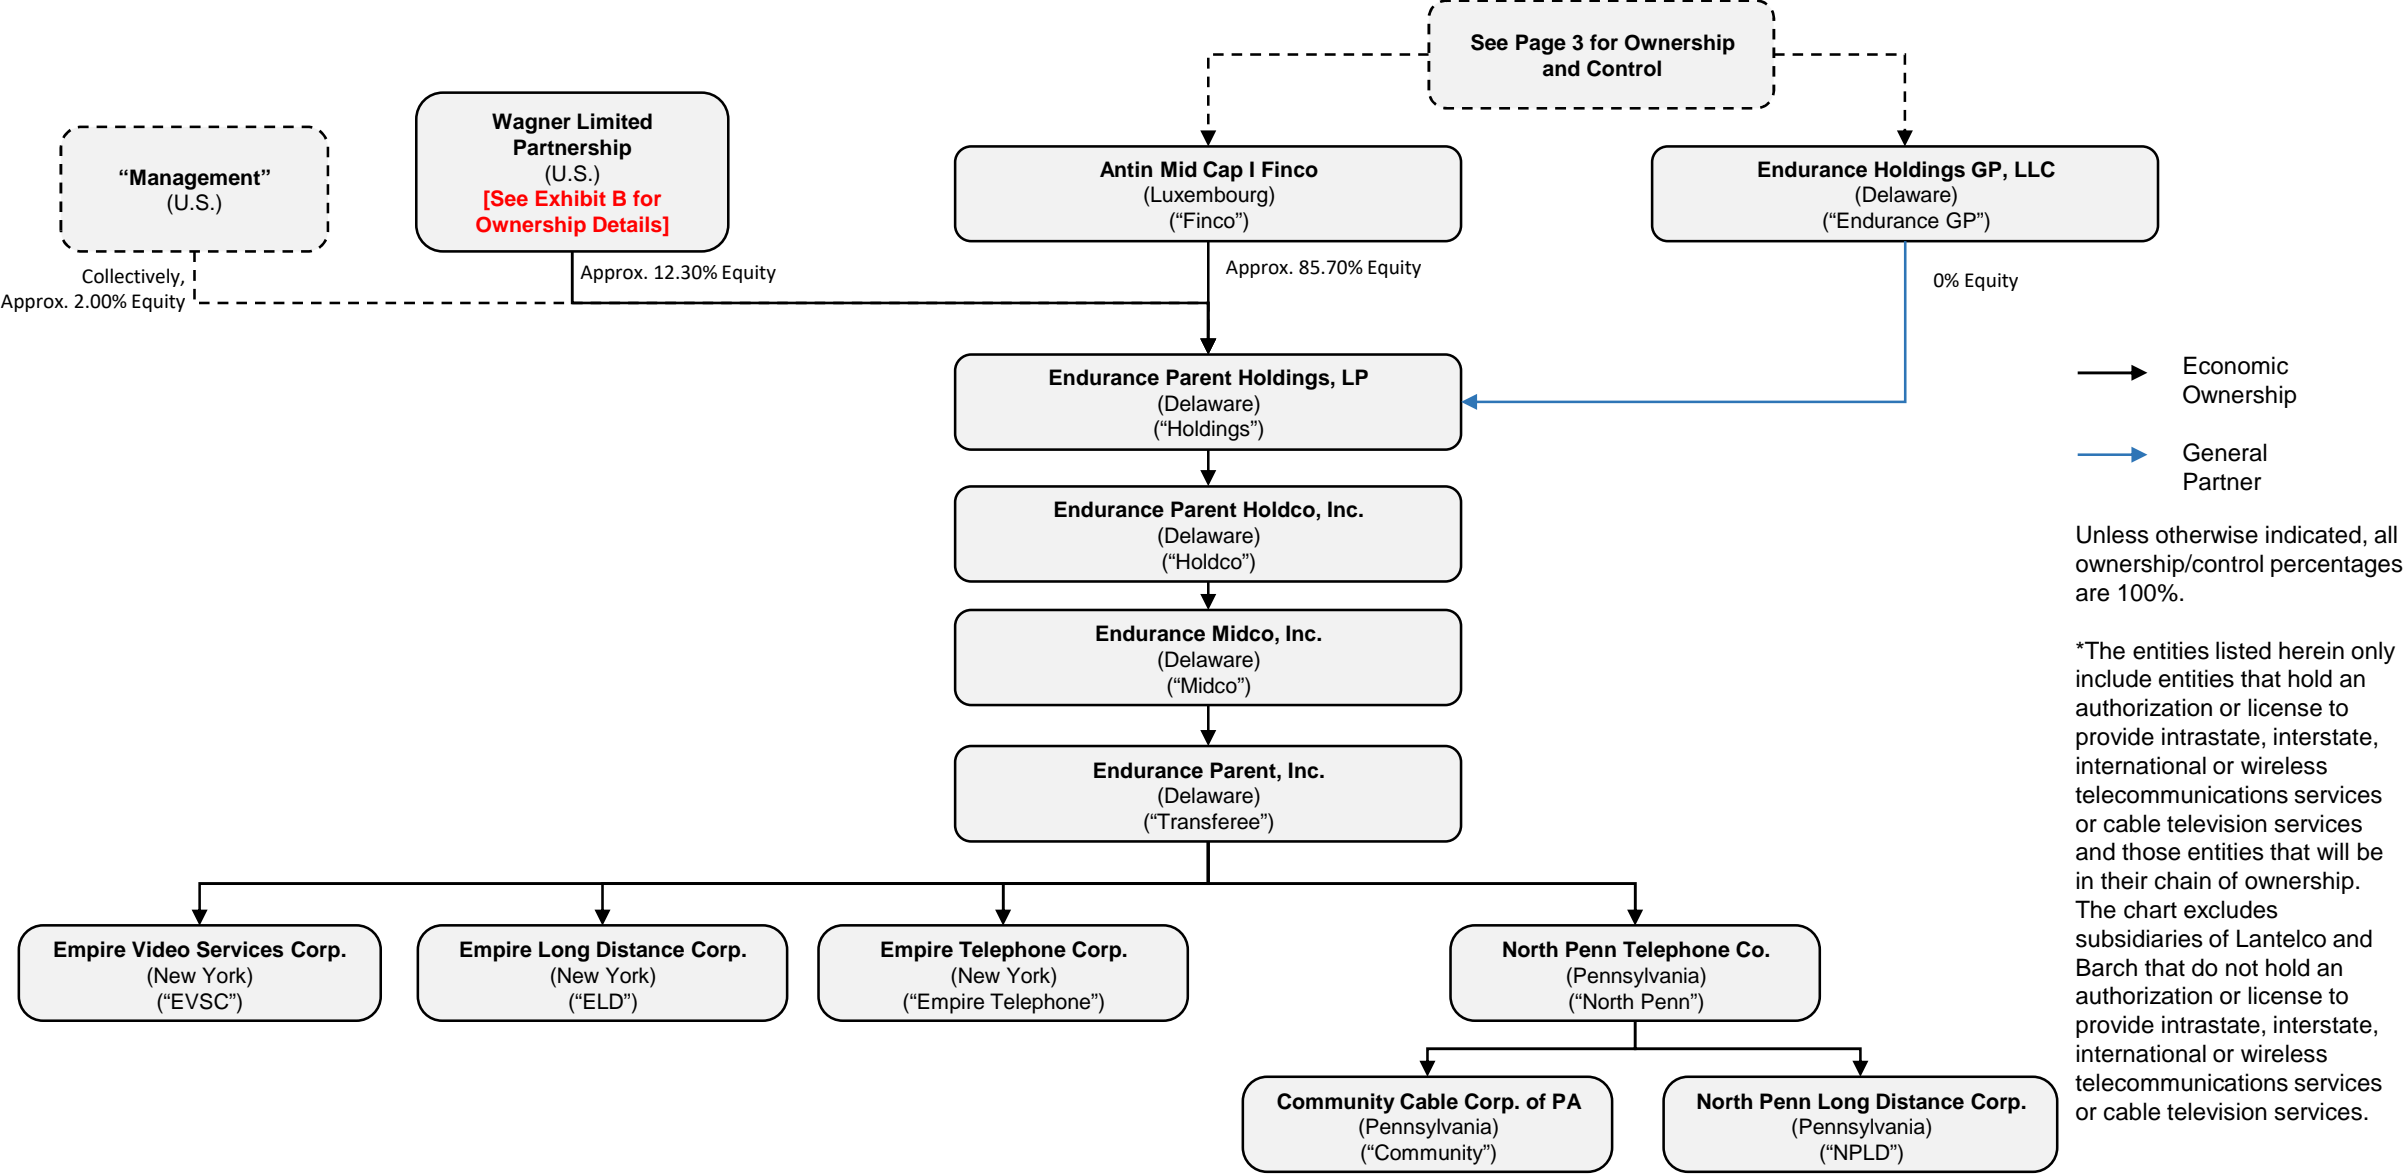 See Page 3 for Ownership
and Control
“Management”
(U.S.)
Wagner Limited
Partnership
(U.S.)
[See Exhibit B for
Ownership Details]
Antin Mid Cap I Finco
(Luxembourg)
(“Finco”)
Endurance Holdings GP, LLC
(Delaware)
(“Endurance GP”)
Collectively,
Approx. 2.00% Equity
Approx. 12.30% Equity
Approx. 85.70% Equity
0% Equity
Endurance Parent Holdings, LP
(Delaware)
(“Holdings”)
Endurance Parent Holdco, Inc.
(Delaware)
(“Holdco”)
Endurance Midco, Inc.
(Delaware)
(“Midco”)
Endurance Parent, Inc.
(Delaware)
(“Transferee”)
Empire Video Services Corp.
(New York)
(“EVSC”)
Empire Long Distance Corp.
(New York)
(“ELD”)
Empire Telephone Corp.
(New York)
(“Empire Telephone”)
North Penn Telephone Co.
(Pennsylvania)
(“North Penn”)
Community Cable Corp. of PA
(Pennsylvania)
(“Community”)
North Penn Long Distance Corp.
(Pennsylvania)
(“NPLD”)
Economic
Ownership
General
Partner
Unless otherwise indicated, all
ownership/control percentages
are 100%.
*The entities listed herein only
include entities that hold an
authorization or license to
provide intrastate, interstate,
international or wireless
telecommunications services
or cable television services
and those entities that will be
in their chain of ownership.
The chart excludes
subsidiaries of Lantelco and
Barch that do not hold an
authorization or license to
provide intrastate, interstate,
international or wireless
telecommunications services
or cable television services.